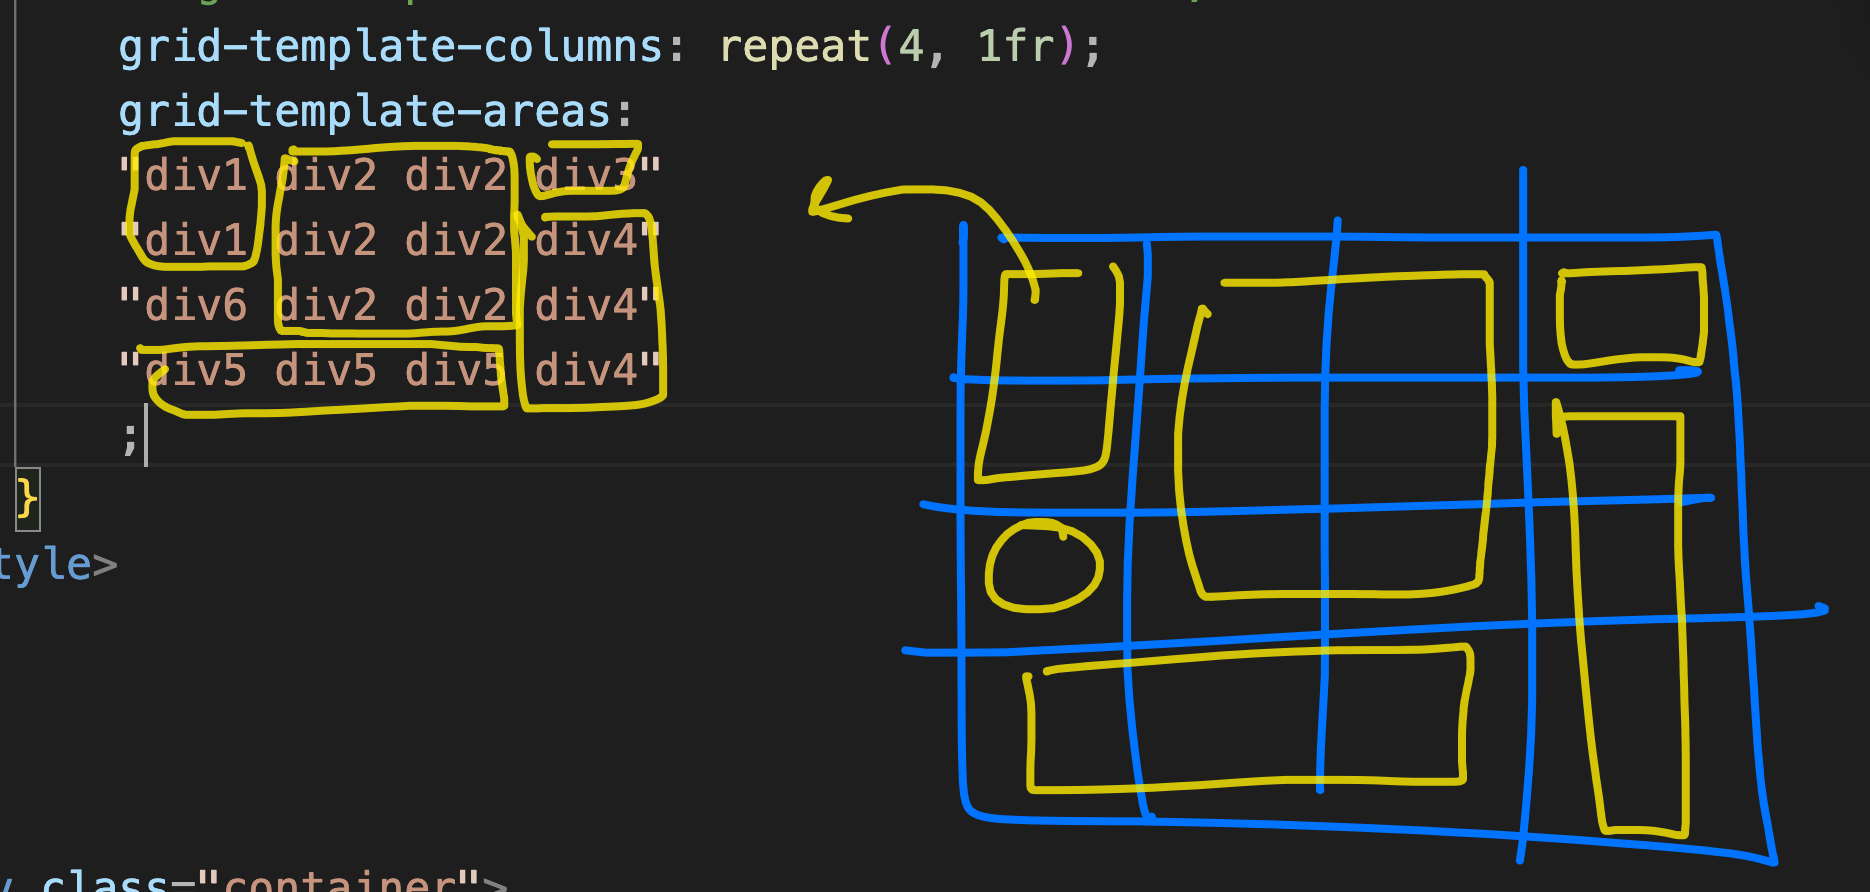 grid-template-columns: repeat(4, 1fr);
grid-template-areas:
"div1 div2 div2 div3"
"div1 div2 div2 div4"
"div6 div2 div2 div4"
"div5 div5 div5 div4"
;
}
tyle>
class="container">